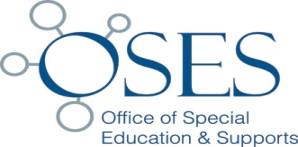 OSES
Office of Special
Education & Supports